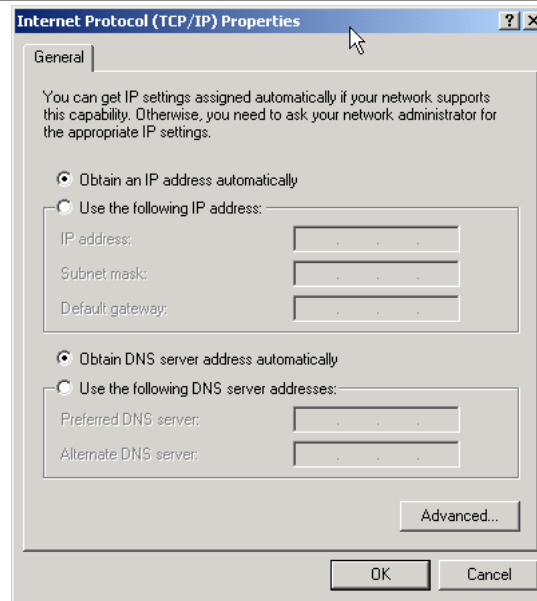 Internet Protocol (TCP/IP) Properties
General
You can get IP settings assigned automatically if your network supports
this capability. Otherwise, you need to ask your network administrator for
the appropriate IP settings.
Obtain an IP address automatically
Use the following IP address:
IP address:
Subnet mask:
Default gateway:
Obtain DNS server address automatically
Use the following DNS server addresses:
Preferred DNS server:
Alternate DNS server:
Advanced...
OK Cancel